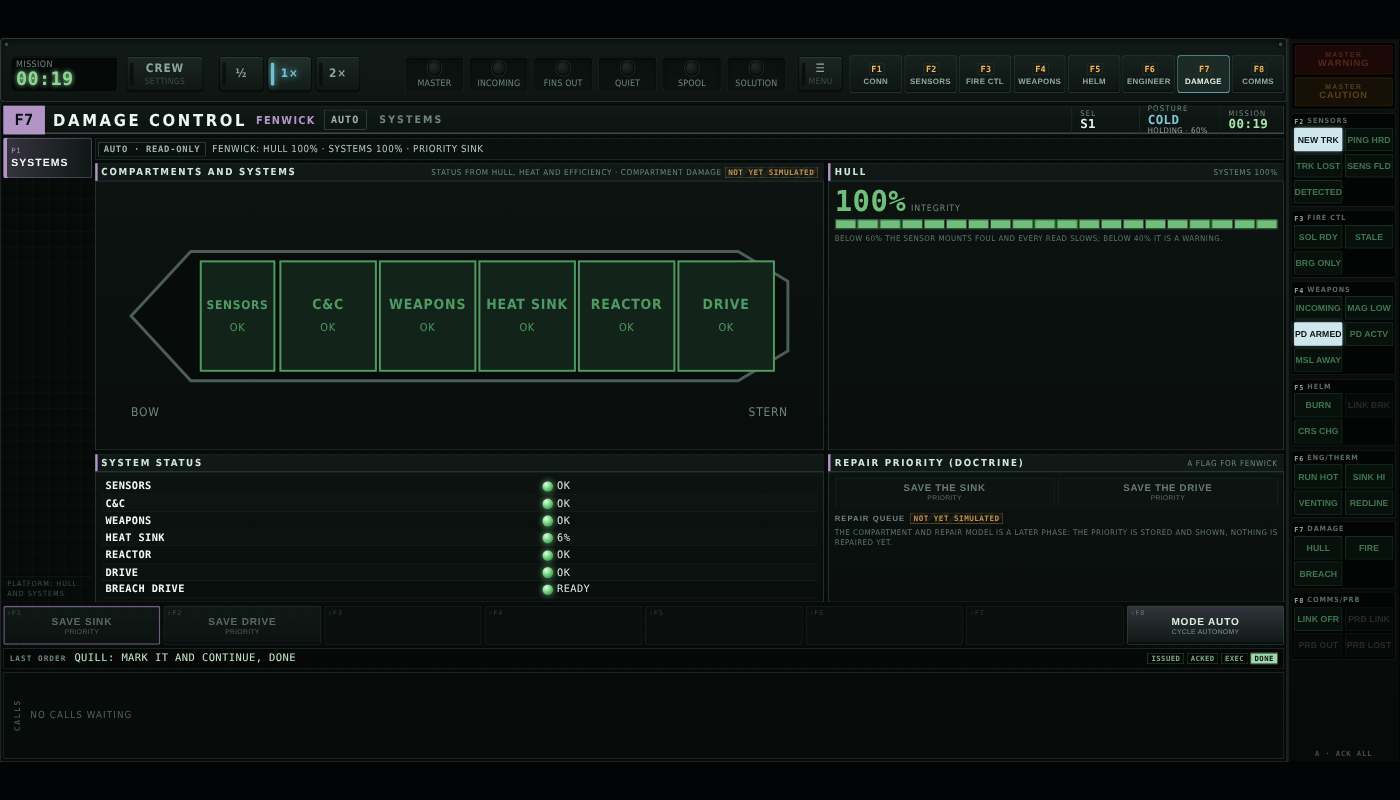 MISSION
00:19
CREW
SETTINGS
½
1×
2×
MASTER
INCOMING
FINS OUT
QUIET
SPOOL
SOLUTION
☰
MENU
F1
CONN
F2
SENSORS
F3
FIRE CTL
F4
WEAPONS
F5
HELM
F6
ENGINEER
F7
DAMAGE
F8
COMMS
MASTER
WARNING
MASTER
CAUTION
F7 DAMAGE CONTROL FENWICK AUTO SYSTEMS
SEL
S1
POSTURE
COLD
HOLDING · 60%
MISSION
00:19
P1
SYSTEMS
AUTO · READ-ONLY FENWICK: HULL 100% · SYSTEMS 100% · PRIORITY SINK
COMPARTMENTS AND SYSTEMS STATUS FROM HULL, HEAT AND EFFICIENCY · COMPARTMENT DAMAGE NOT YET SIMULATED
SENSORS
OK
C&C
OK
WEAPONS
OK
HEAT SINK
OK
REACTOR
OK
DRIVE
OK
BOW
STERN
HULL SYSTEMS 100%
100% INTEGRITY
BELOW 60% THE SENSOR MOUNTS FOUL AND EVERY READ SLOWS; BELOW 40% IT IS A WARNING.
SYSTEM STATUS
SENSORS OK
C&C OK
WEAPONS OK
HEAT SINK 6%
REACTOR OK
DRIVE OK
BREACH DRIVE READY
REPAIR PRIORITY (DOCTRINE) A FLAG FOR FENWICK
SAVE THE SINK
PRIORITY
SAVE THE DRIVE
PRIORITY
REPAIR QUEUE NOT YET SIMULATED
THE COMPARTMENT AND REPAIR MODEL IS A LATER PHASE: THE PRIORITY IS STORED AND SHOWN, NOTHING IS
REPAIRED YET.
PLATFORM: HULL
AND SYSTEMS
⇧F1
SAVE SINK
PRIORITY
⇧F2
SAVE DRIVE
PRIORITY
⇧F3
⇧F4
⇧F5
⇧F6
⇧F7
⇧F8
MODE AUTO
CYCLE AUTONOMY
LAST ORDER QUILL: MARK IT AND CONTINUE, DONE
ISSUED ACKED EXEC DONE
CALLS
NO CALLS WAITING
F2 SENSORS
NEW TRK PING HRD
TRK LOST SENS FLD
DETECTED
F3 FIRE CTL
SOL RDY STALE
BRG ONLY
F4 WEAPONS
INCOMING MAG LOW
PD ARMED PD ACTV
MSL AWAY
F5 HELM
BURN LINK BRK
CRS CHG
F6 ENG/THERM
RUN HOT SINK HI
VENTING REDLINE
F7 DAMAGE
HULL FIRE
BREACH
F8 COMMS/PRB
LINK OFR PRB LINK
PRB OUT PRB LOST
A · ACK ALL